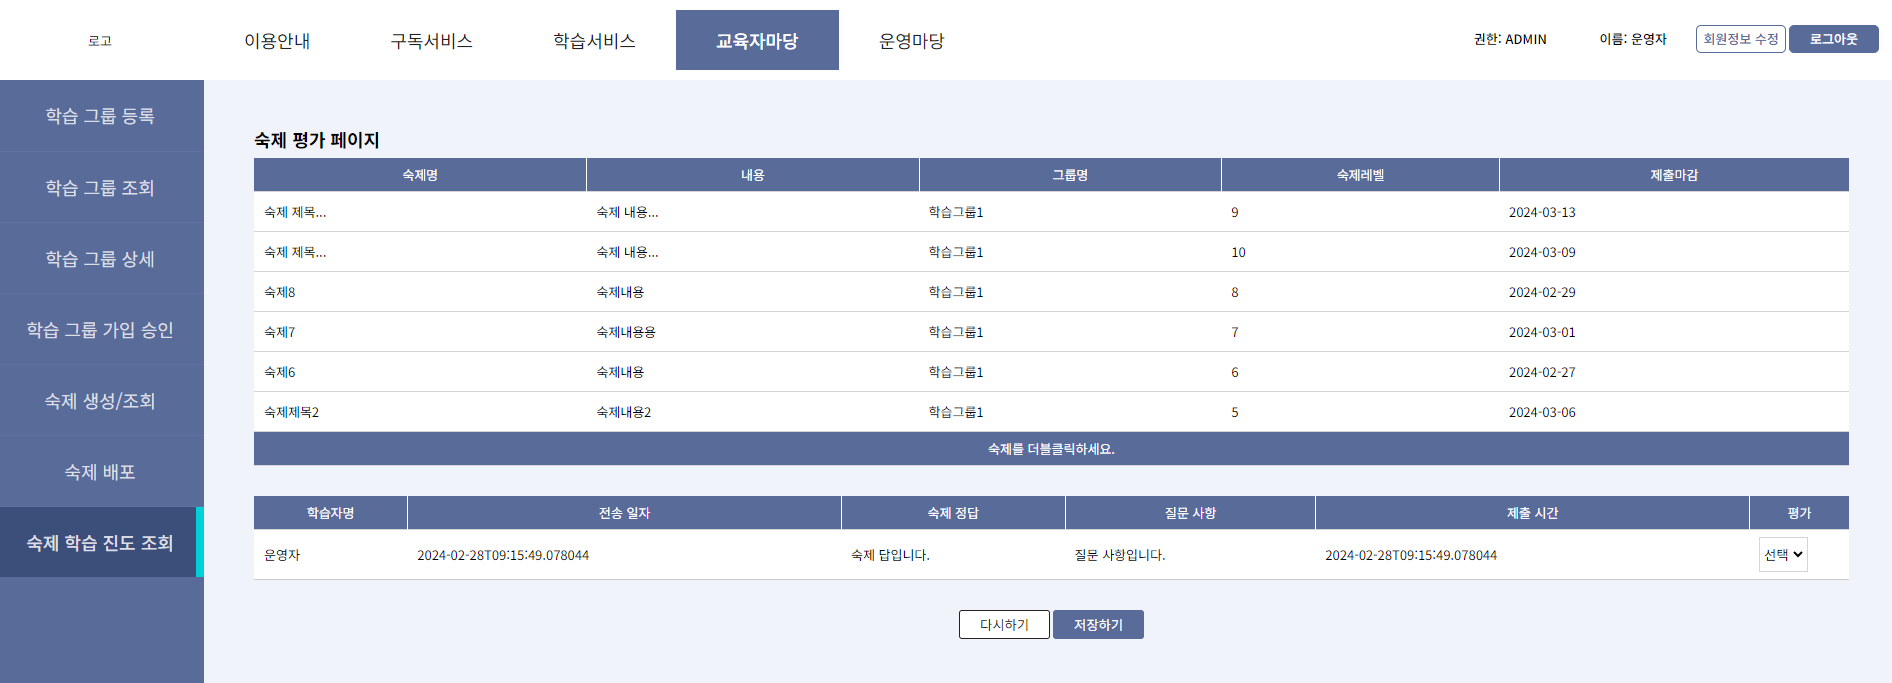 로고 이용안내 구독서비스 학습서비스 교육자마당 운영마당 권한: ADMIN 이름: 운영자 회원정보 수정 로그아웃
학습 그룹 등록
학습 그룹 조회
학습 그룹 상세
학습 그룹 가입 승인
숙제 생성/조회
숙제 배포
숙제 학습 진도 조회
숙제 평가 페이지
숙제명 내용 그룹명 숙제레벨 제출마감
숙제 제목... 숙제 내용... 학습그룹1 9 2024-03-13
숙제 제목... 숙제 내용... 학습그룹1 10 2024-03-09
숙제8 숙제내용 학습그룹1 8 2024-02-29
숙제7 숙제내용용 학습그룹1 7 2024-03-01
숙제6 숙제내용 학습그룹1 6 2024-02-27
숙제제목2 숙제내용2 학습그룹1 5 2024-03-06
숙제를 더블클릭하세요.
학습자명 전송 일자 숙제 정답 질문 사항 제출 시간 평가
운영자 2024-02-28T09:15:49.078044 숙제 답입니다. 질문 사항입니다. 2024-02-28T09:15:49.078044 선택
다시하기 저장하기